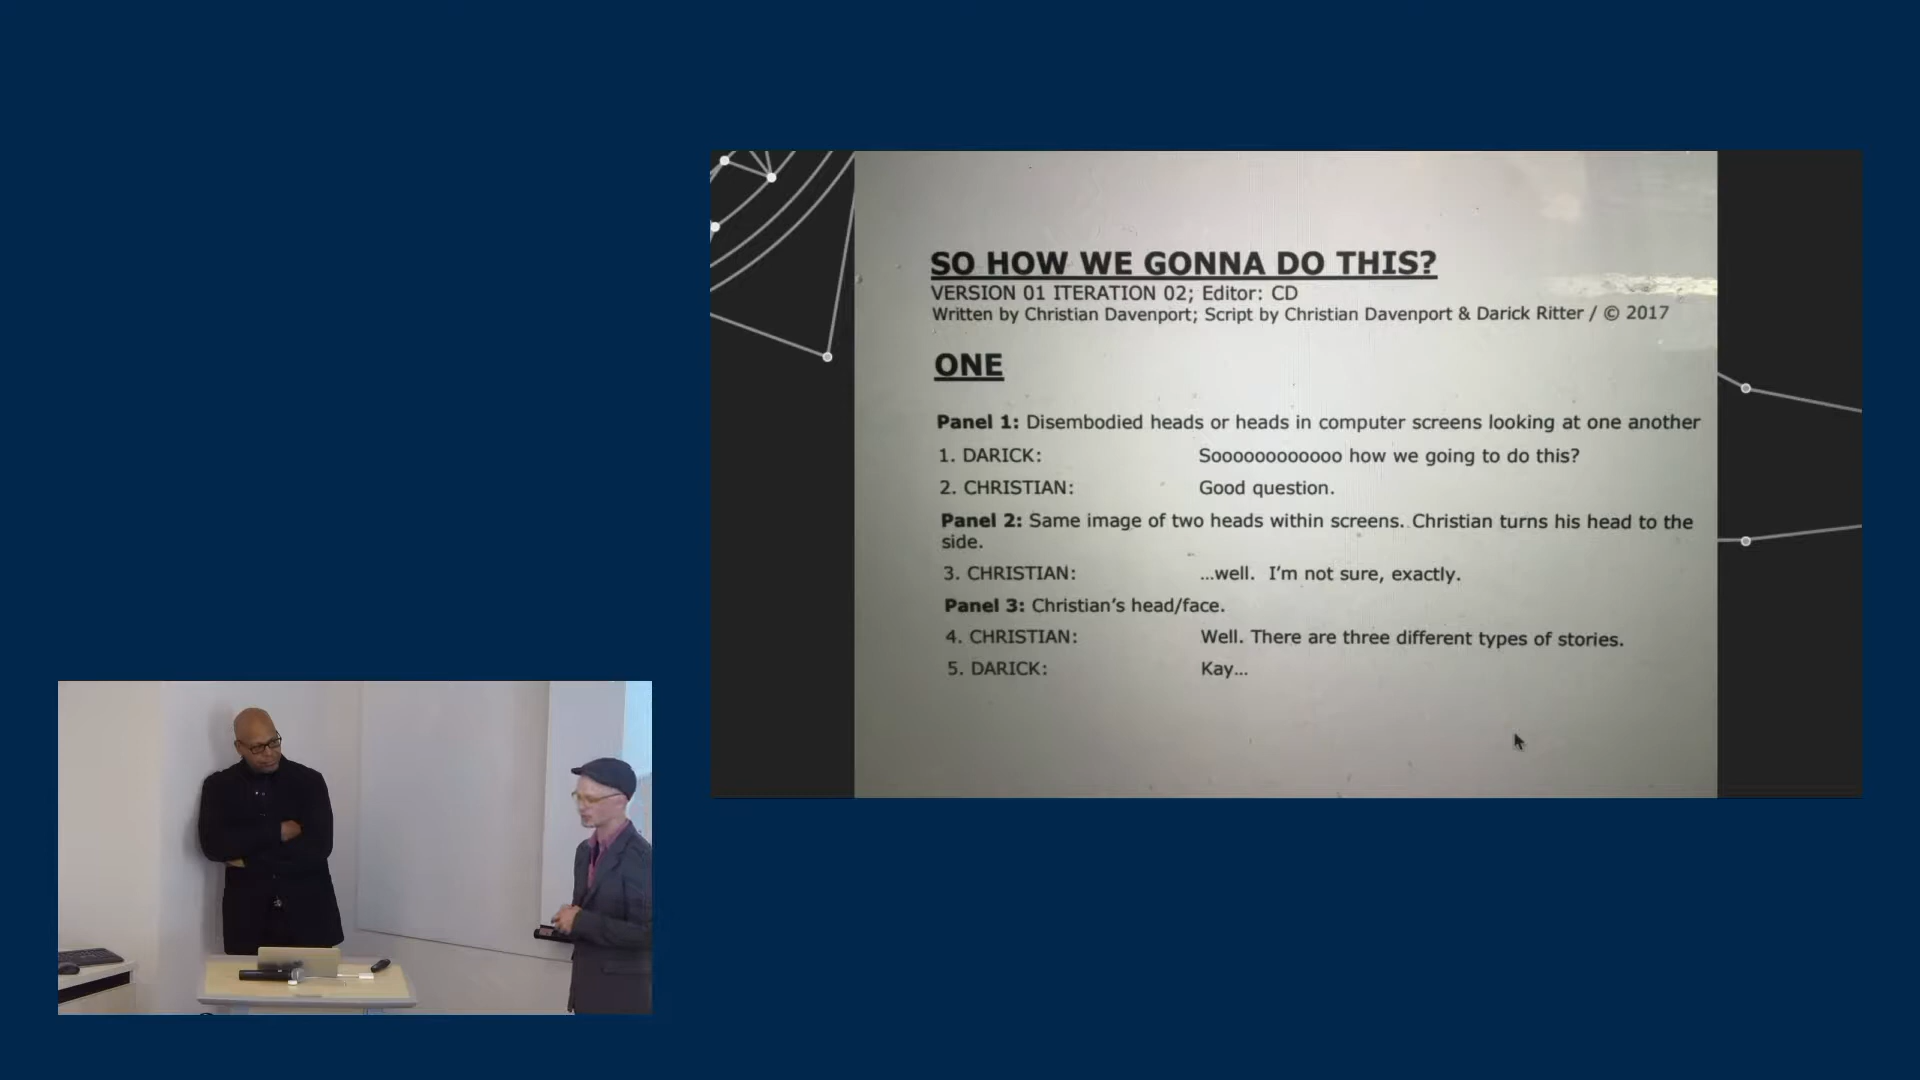 SO HOW WE GONNA DO THIS?
VERSION 01 ITERATION 02; Editor: CD
Written by Christian Davenport; Script by Christian Davenport & Darick Ritter / © 2017
ONE
Panel 1: Disembodied heads or heads in computer screens looking at one another
1. DARICK: Soooooooooooo how we going to do this?
2. CHRISTIAN: Good question.
Panel 2: Same image of two heads within screens. Christian turns his head to the
side.
3. CHRISTIAN: ...well. I'm not sure, exactly.
Panel 3: Christian's head/face.
4. CHRISTIAN: Well. There are three different types of stories.
5. DARICK: Kay...